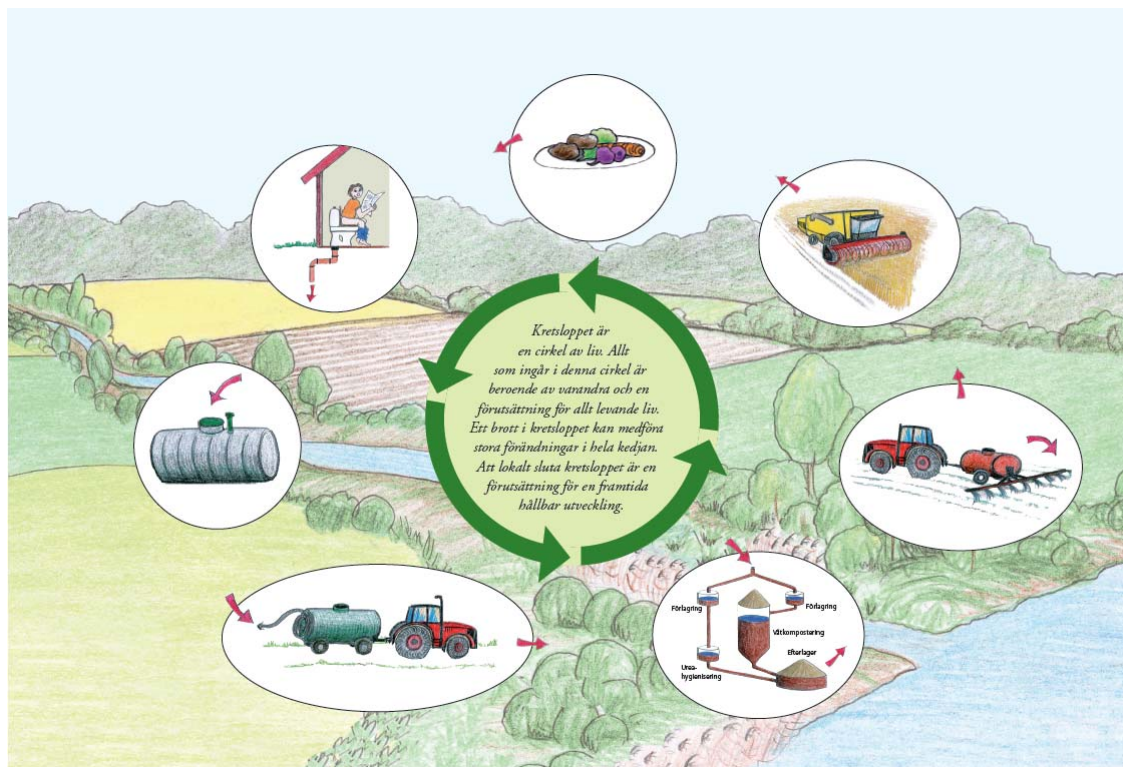 Kretsloppet är
en cirkel av liv. Allt
som ingår i denna cirkel är
beroende av varandra och en
förutsättning för allt levande liv.
Ett brott i kretsloppet kan medföra
stora förändningar i hela kedjan.
Att lokalt sluta kretsloppet är en
förutsättning för en framtida
hållbar utveckling.
Förlagring
Förlagring
Våtkompostering
Efterlager
Urea-
hygienisering